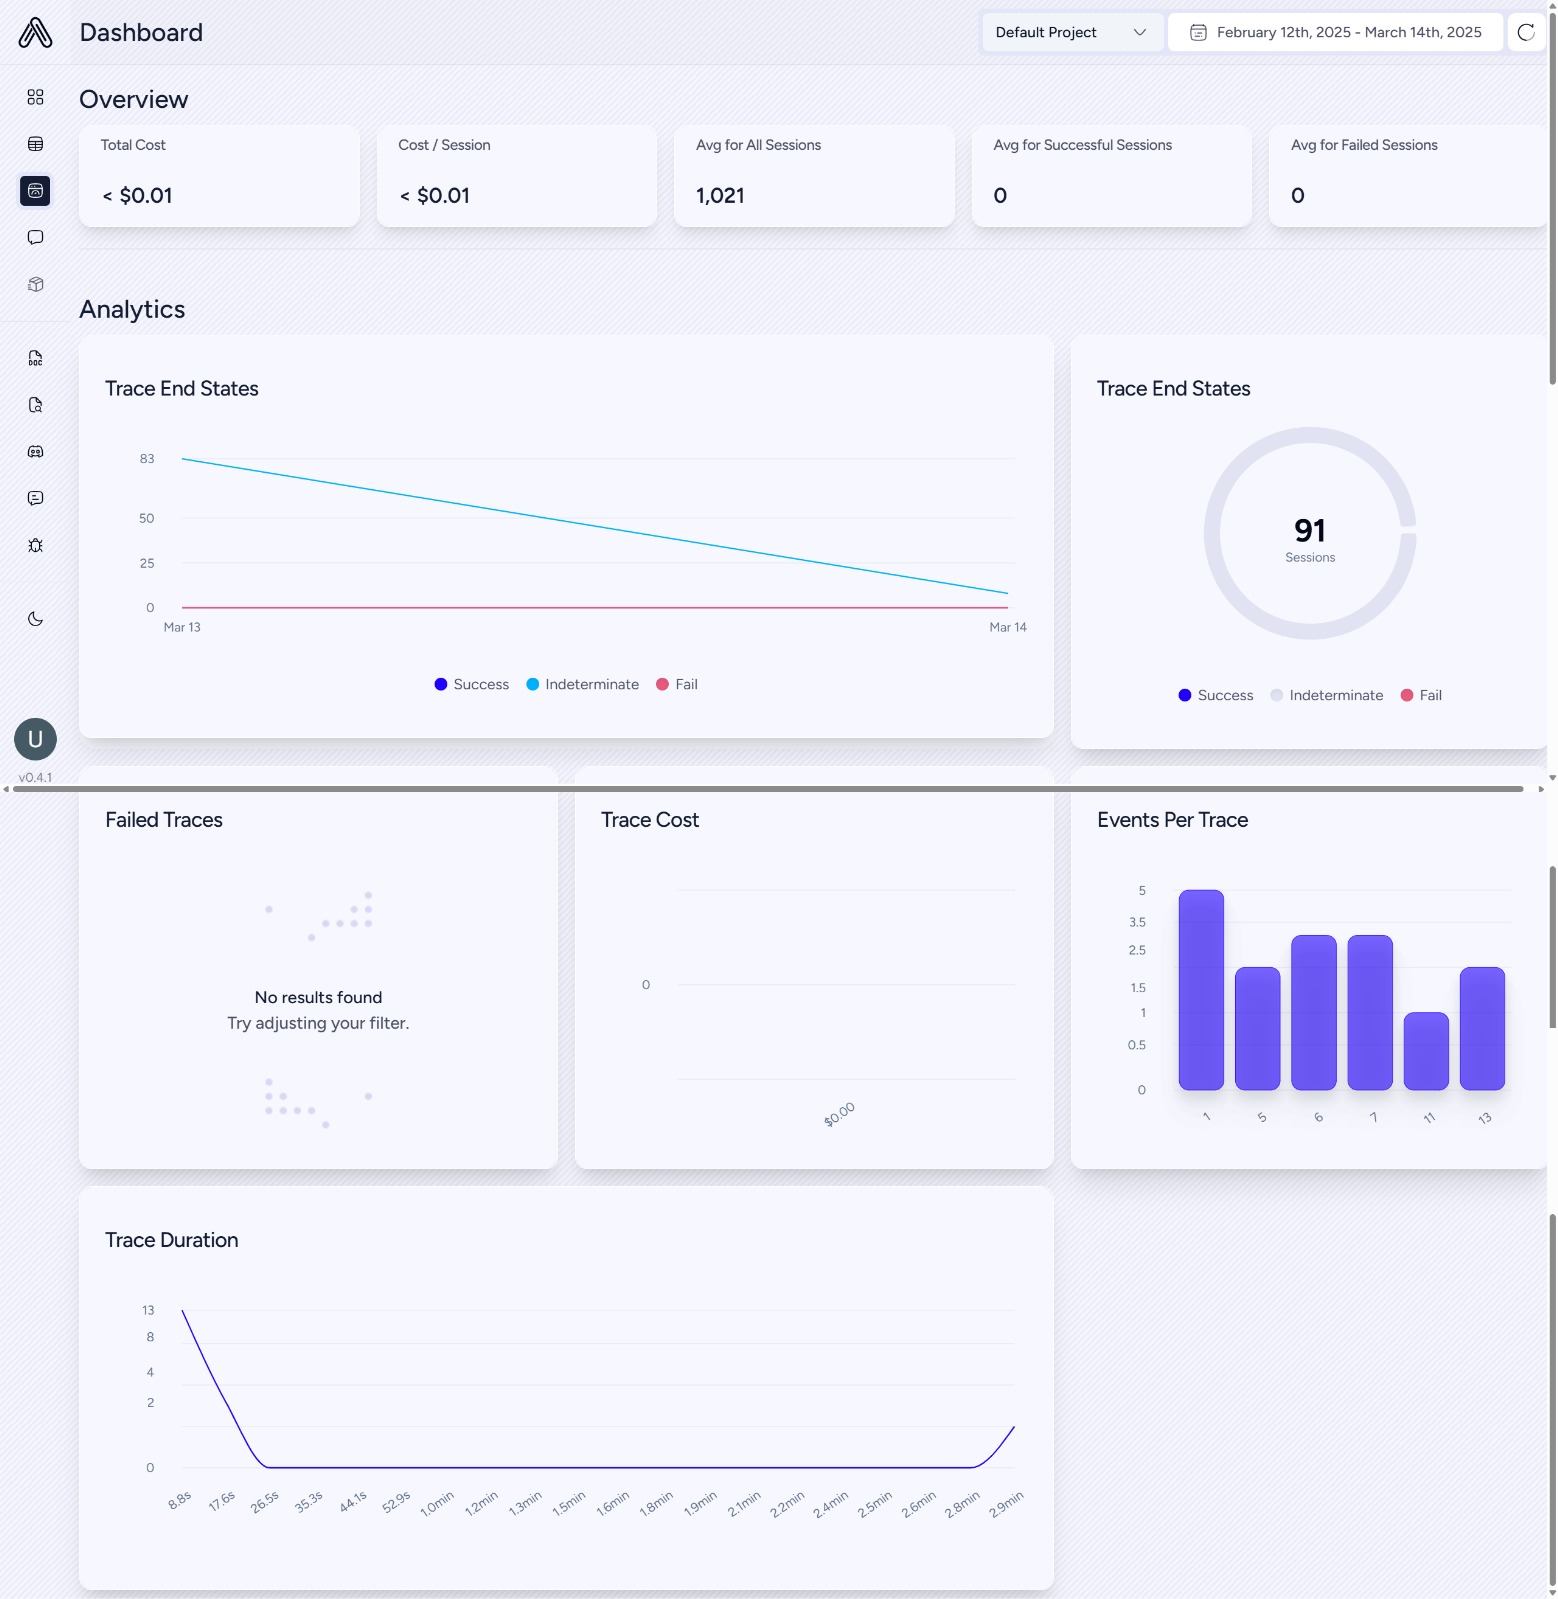 Dashboard
Default Project
February 12th, 2025 - March 14th, 2025
Overview
Total Cost
< $0.01
Cost / Session
< $0.01
Avg for All Sessions
1,021
Avg for Successful Sessions
0
Avg for Failed Sessions
0
Analytics
Trace End States
83
50
25
0
Mar 13
Mar 14
Success
Indeterminate
Fail
Trace End States
91
Sessions
Success
Indeterminate
Fail
DOC
U
v0.4.1
Failed Traces
No results found
Try adjusting your filter.
Trace Cost
0
$0.00
Events Per Trace
5
3.5
2.5
1.5
1
0.5
0
1
5
6
7
11
13
Trace Duration
13
8
4
2
0
8.8s
17.6s
26.5s
35.3s
44.1s
52.9s
1.0min
1.2min
1.3min
1.5min
1.6min
1.8min
1.9min
2.1min
2.2min
2.4min
2.5min
2.6min
2.8min
2.9min